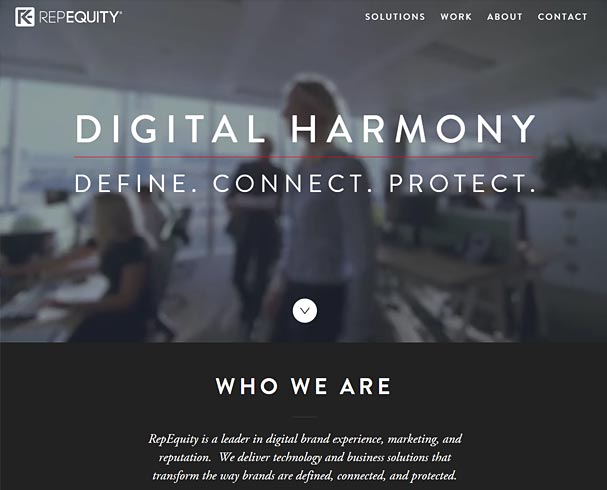 REPEQUITY®
SOLUTIONS WORK ABOUT CONTACT
DIGITAL HARMONY
DEFINE. CONNECT. PROTECT.
WHO WE ARE
RepEquity is a leader in digital brand experience, marketing, and
reputation. We deliver technology and business solutions that
transform the way brands are defined, connected, and protected.